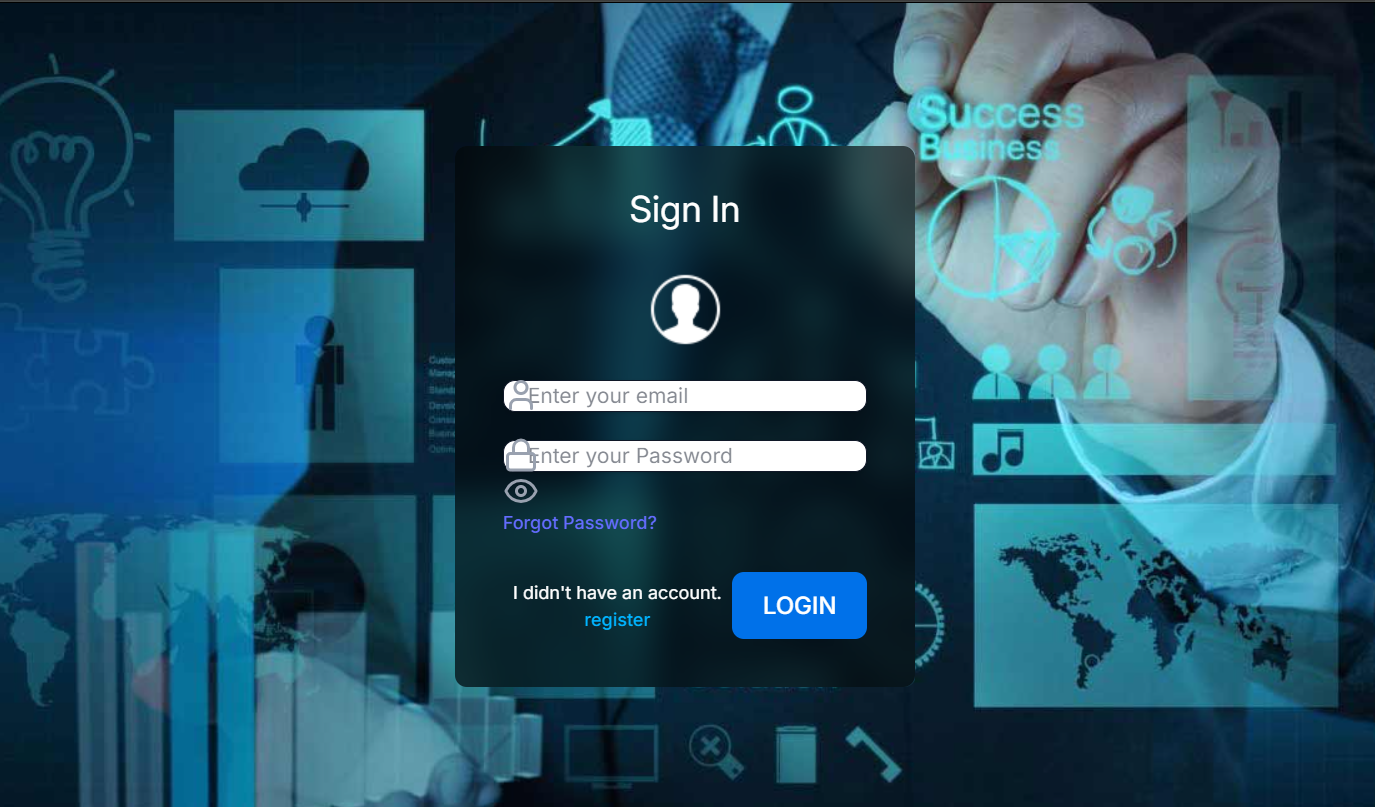 Success
Business
Sign In
Enter your email
Enter your Password
Forgot Password?
I didn't have an account.
register
LOGIN